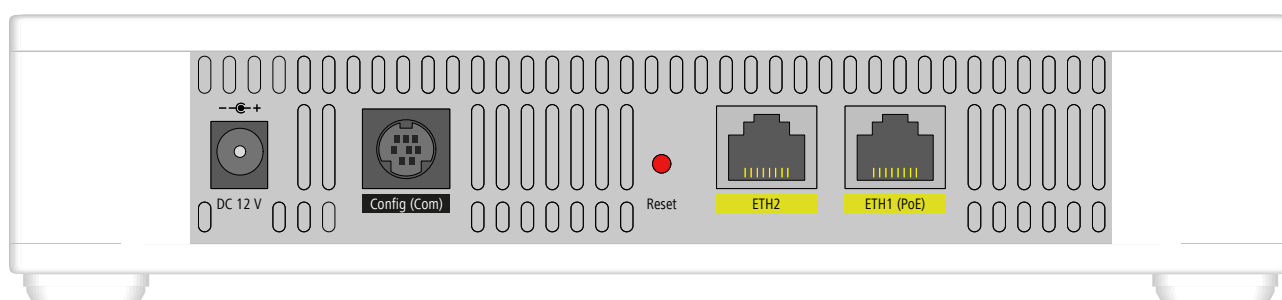 DC 12 V
Config (Com)
Reset
ETH2
ETH1 (PoE)